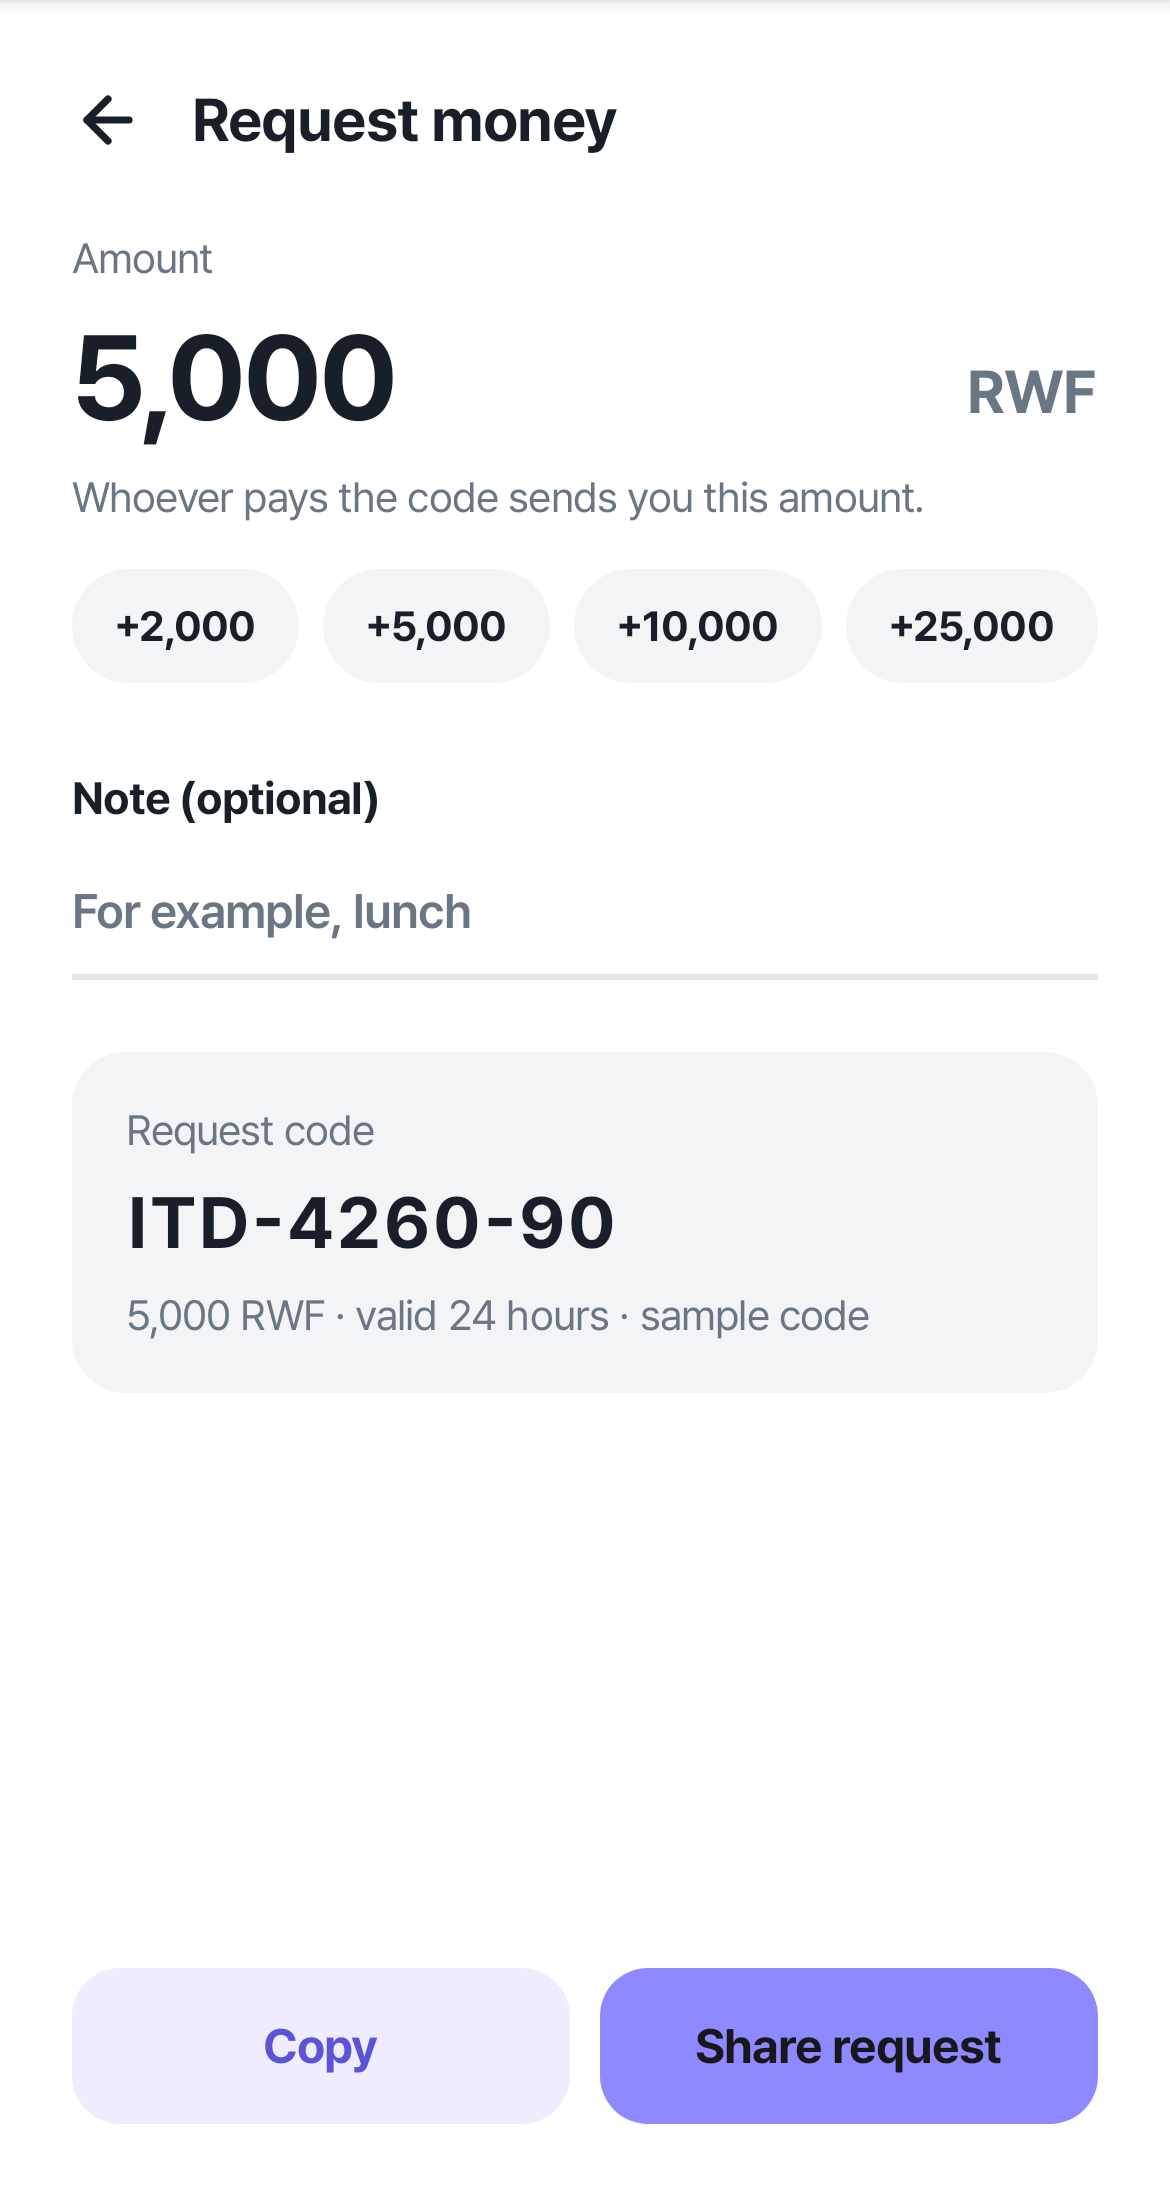 Request money
Amount
5,000 RWF
Whoever pays the code sends you this amount.
+2,000 +5,000 +10,000 +25,000
Note (optional)
For example, lunch
Request code
ITD-4260-90
5,000 RWF · valid 24 hours · sample code
Copy Share request